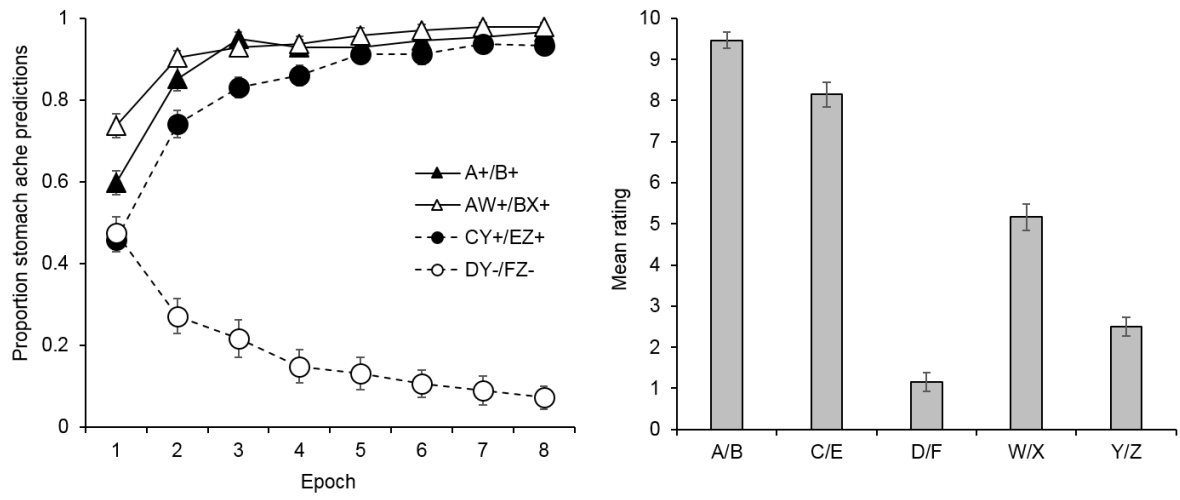 Proportion stomach ache predictions
1
0.8
0.6
0.4
0.2
0
1 2 3 4 5 6 7 8
Epoch
A+/B+
AW+/BX+
CY+/EZ+
DY-/FZ-
Mean rating
10
9
8
7
6
5
4
3
2
1
0
A/B C/E D/F W/X Y/Z